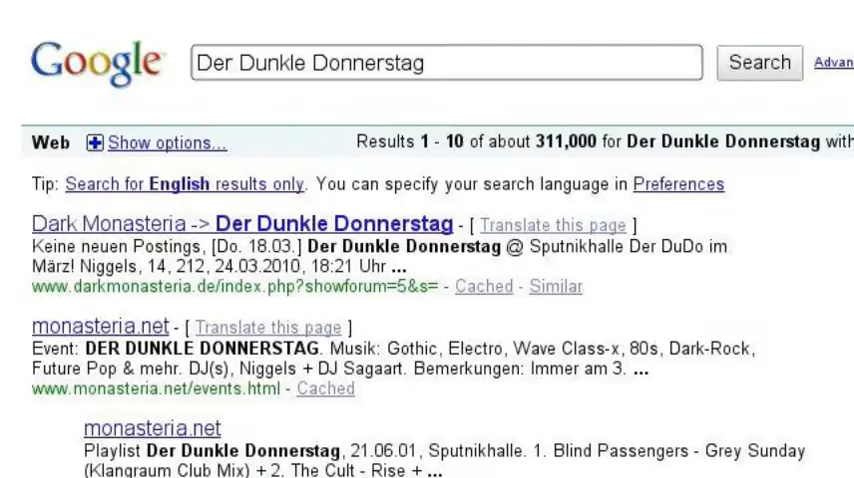 Google Der Dunkle Donnerstag Search Advan
Web Show options... Results 1 - 10 of about 311,000 for Der Dunkle Donnerstag with
Tip: Search for English results only. You can specify your search language in Preferences
Dark Monasteria -> Der Dunkle Donnerstag - [ Translate this page ]
Keine neuen Postings, [Do. 18.03.] Der Dunkle Donnerstag @ Sputnikhalle Der DuDo im
März! Niggels, 14, 212, 24.03.2010, 18:21 Uhr ...
www.darkmonasteria.de/index.php?showforum=5&s= - Cached - Similar
monasteria.net - [ Translate this page ]
Event: DER DUNKLE DONNERSTAG. Musik: Gothic, Electro, Wave Class-x, 80s, Dark-Rock,
Future Pop & mehr. DJ(s), Niggels + DJ Sagaart. Bemerkungen: Immer am 3. ...
www.monasteria.net/events.html - Cached
monasteria.net
Playlist Der Dunkle Donnerstag, 21.06.01, Sputnikhalle. 1. Blind Passengers - Grey Sunday
(Klangraum Club Mix) + 2. The Cult - Rise + ...